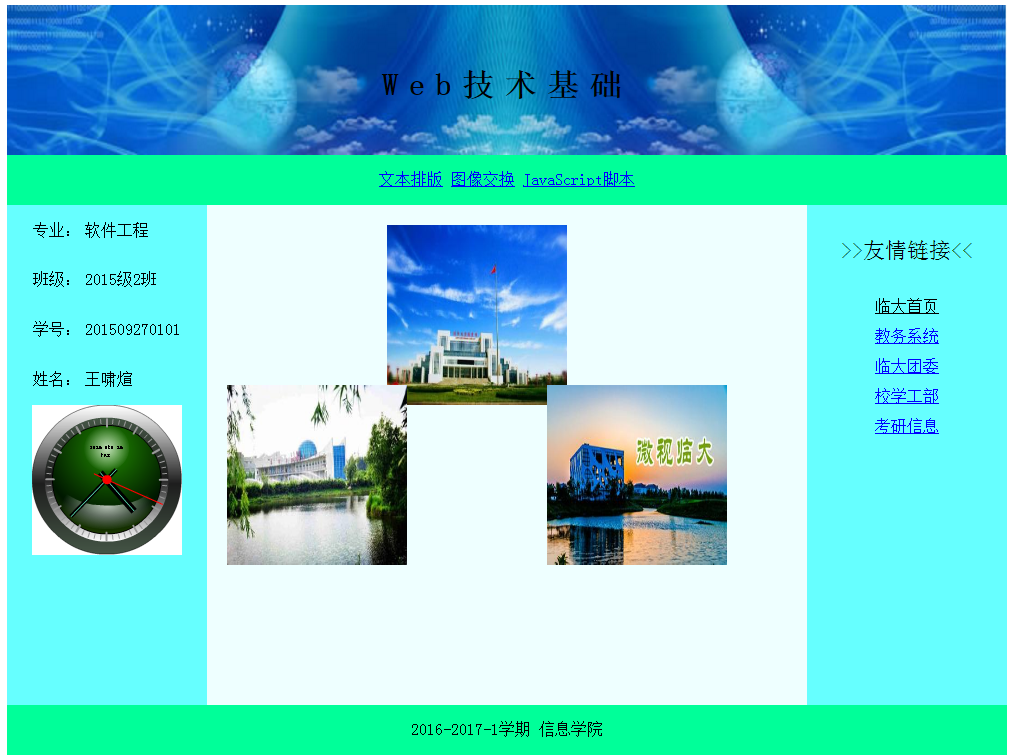 Web技术基础
文本排版 图像交换 JavaScript脚本
专业： 软件工程
班级： 2015级2班
学号： 201509270101
姓名： 王啸煊
微视临大
>>友情链接<<
临大首页
教务系统
临大团委
校学工部
考研信息
2016-2017-1学期 信息学院